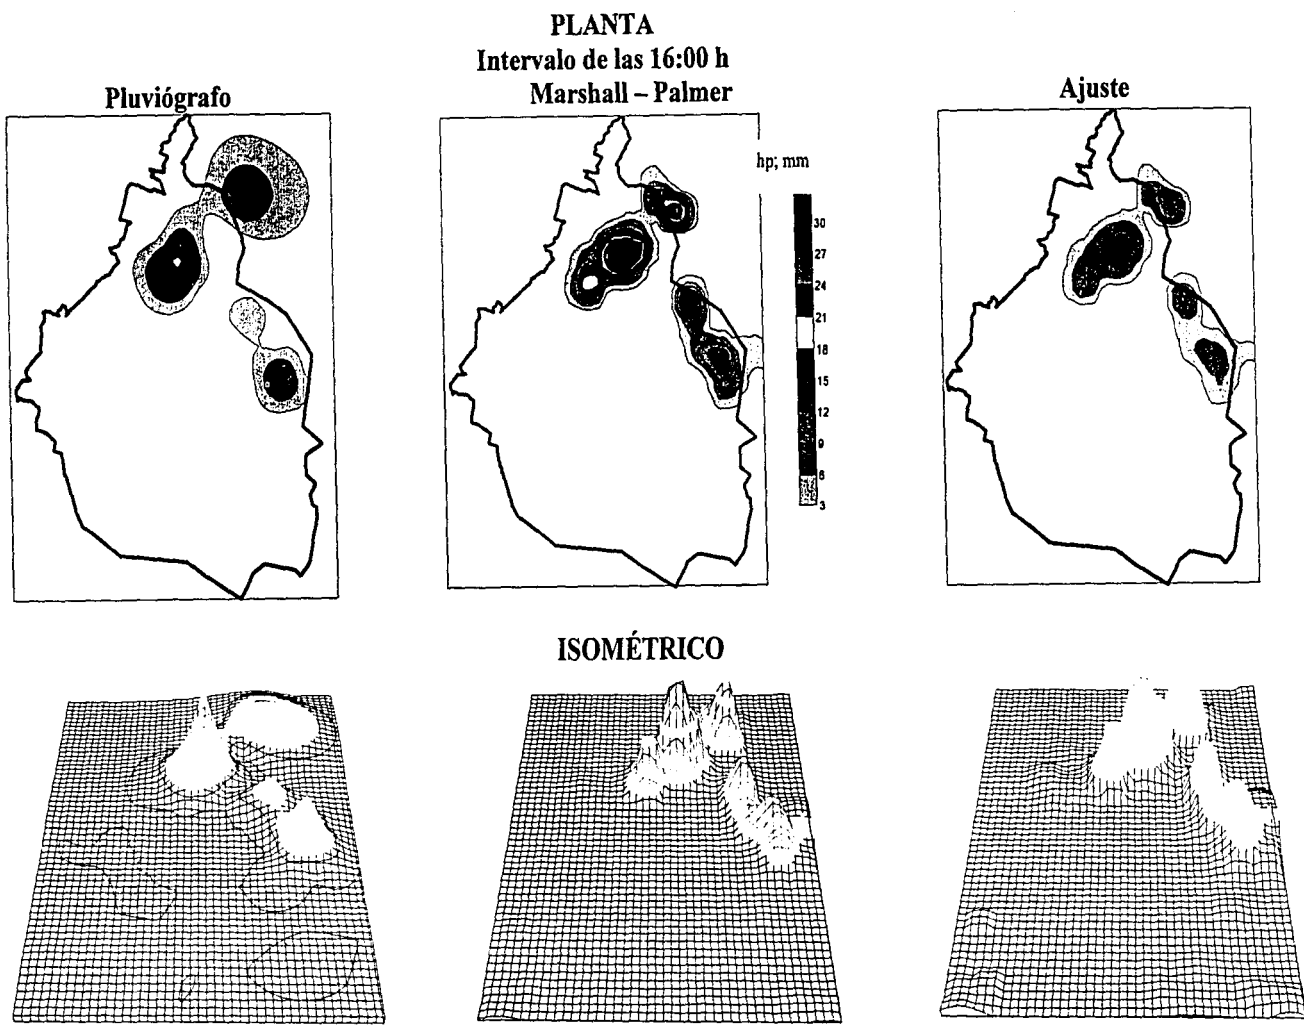 PLANTA
Intervalo de las 16:00 h
Pluviógrafo
Marshall – Palmer
Ajuste
hp; mm
30
27
24
21
18
15
12
9
6
3
ISOMÉTRICO